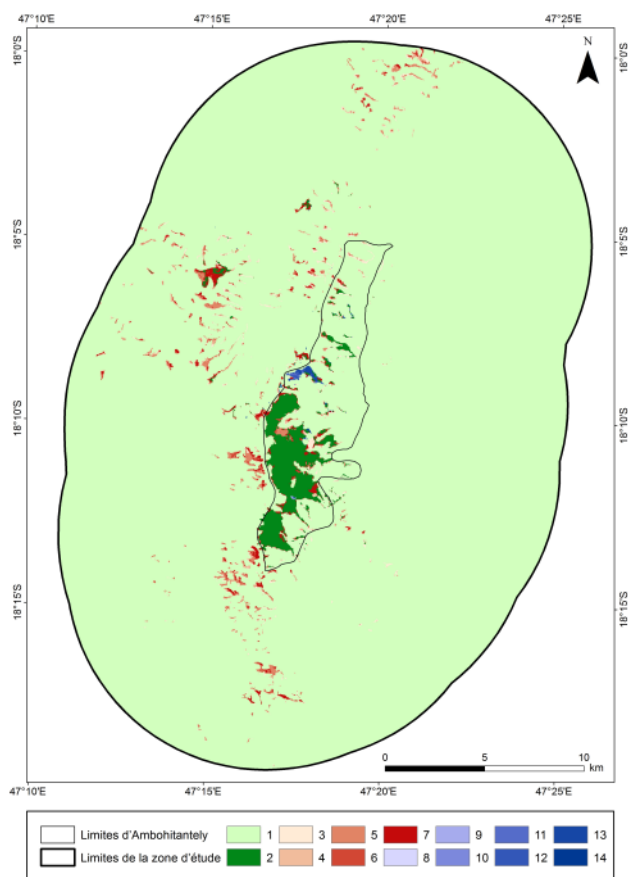 47°10'E 47°15'E 47°20'E 47°25'E
N
18°0'S 18°0'S
18°5'S 18°5'S
18°10'S 18°10'S
18°15'S 18°15'S
0 5 10
km
47°10'E 47°15'E 47°20'E 47°25'E
Limites d'Ambohitantely 1 3 5 7 9 11 13
Limites de la zone d'étude 2 4 6 8 10 12 14